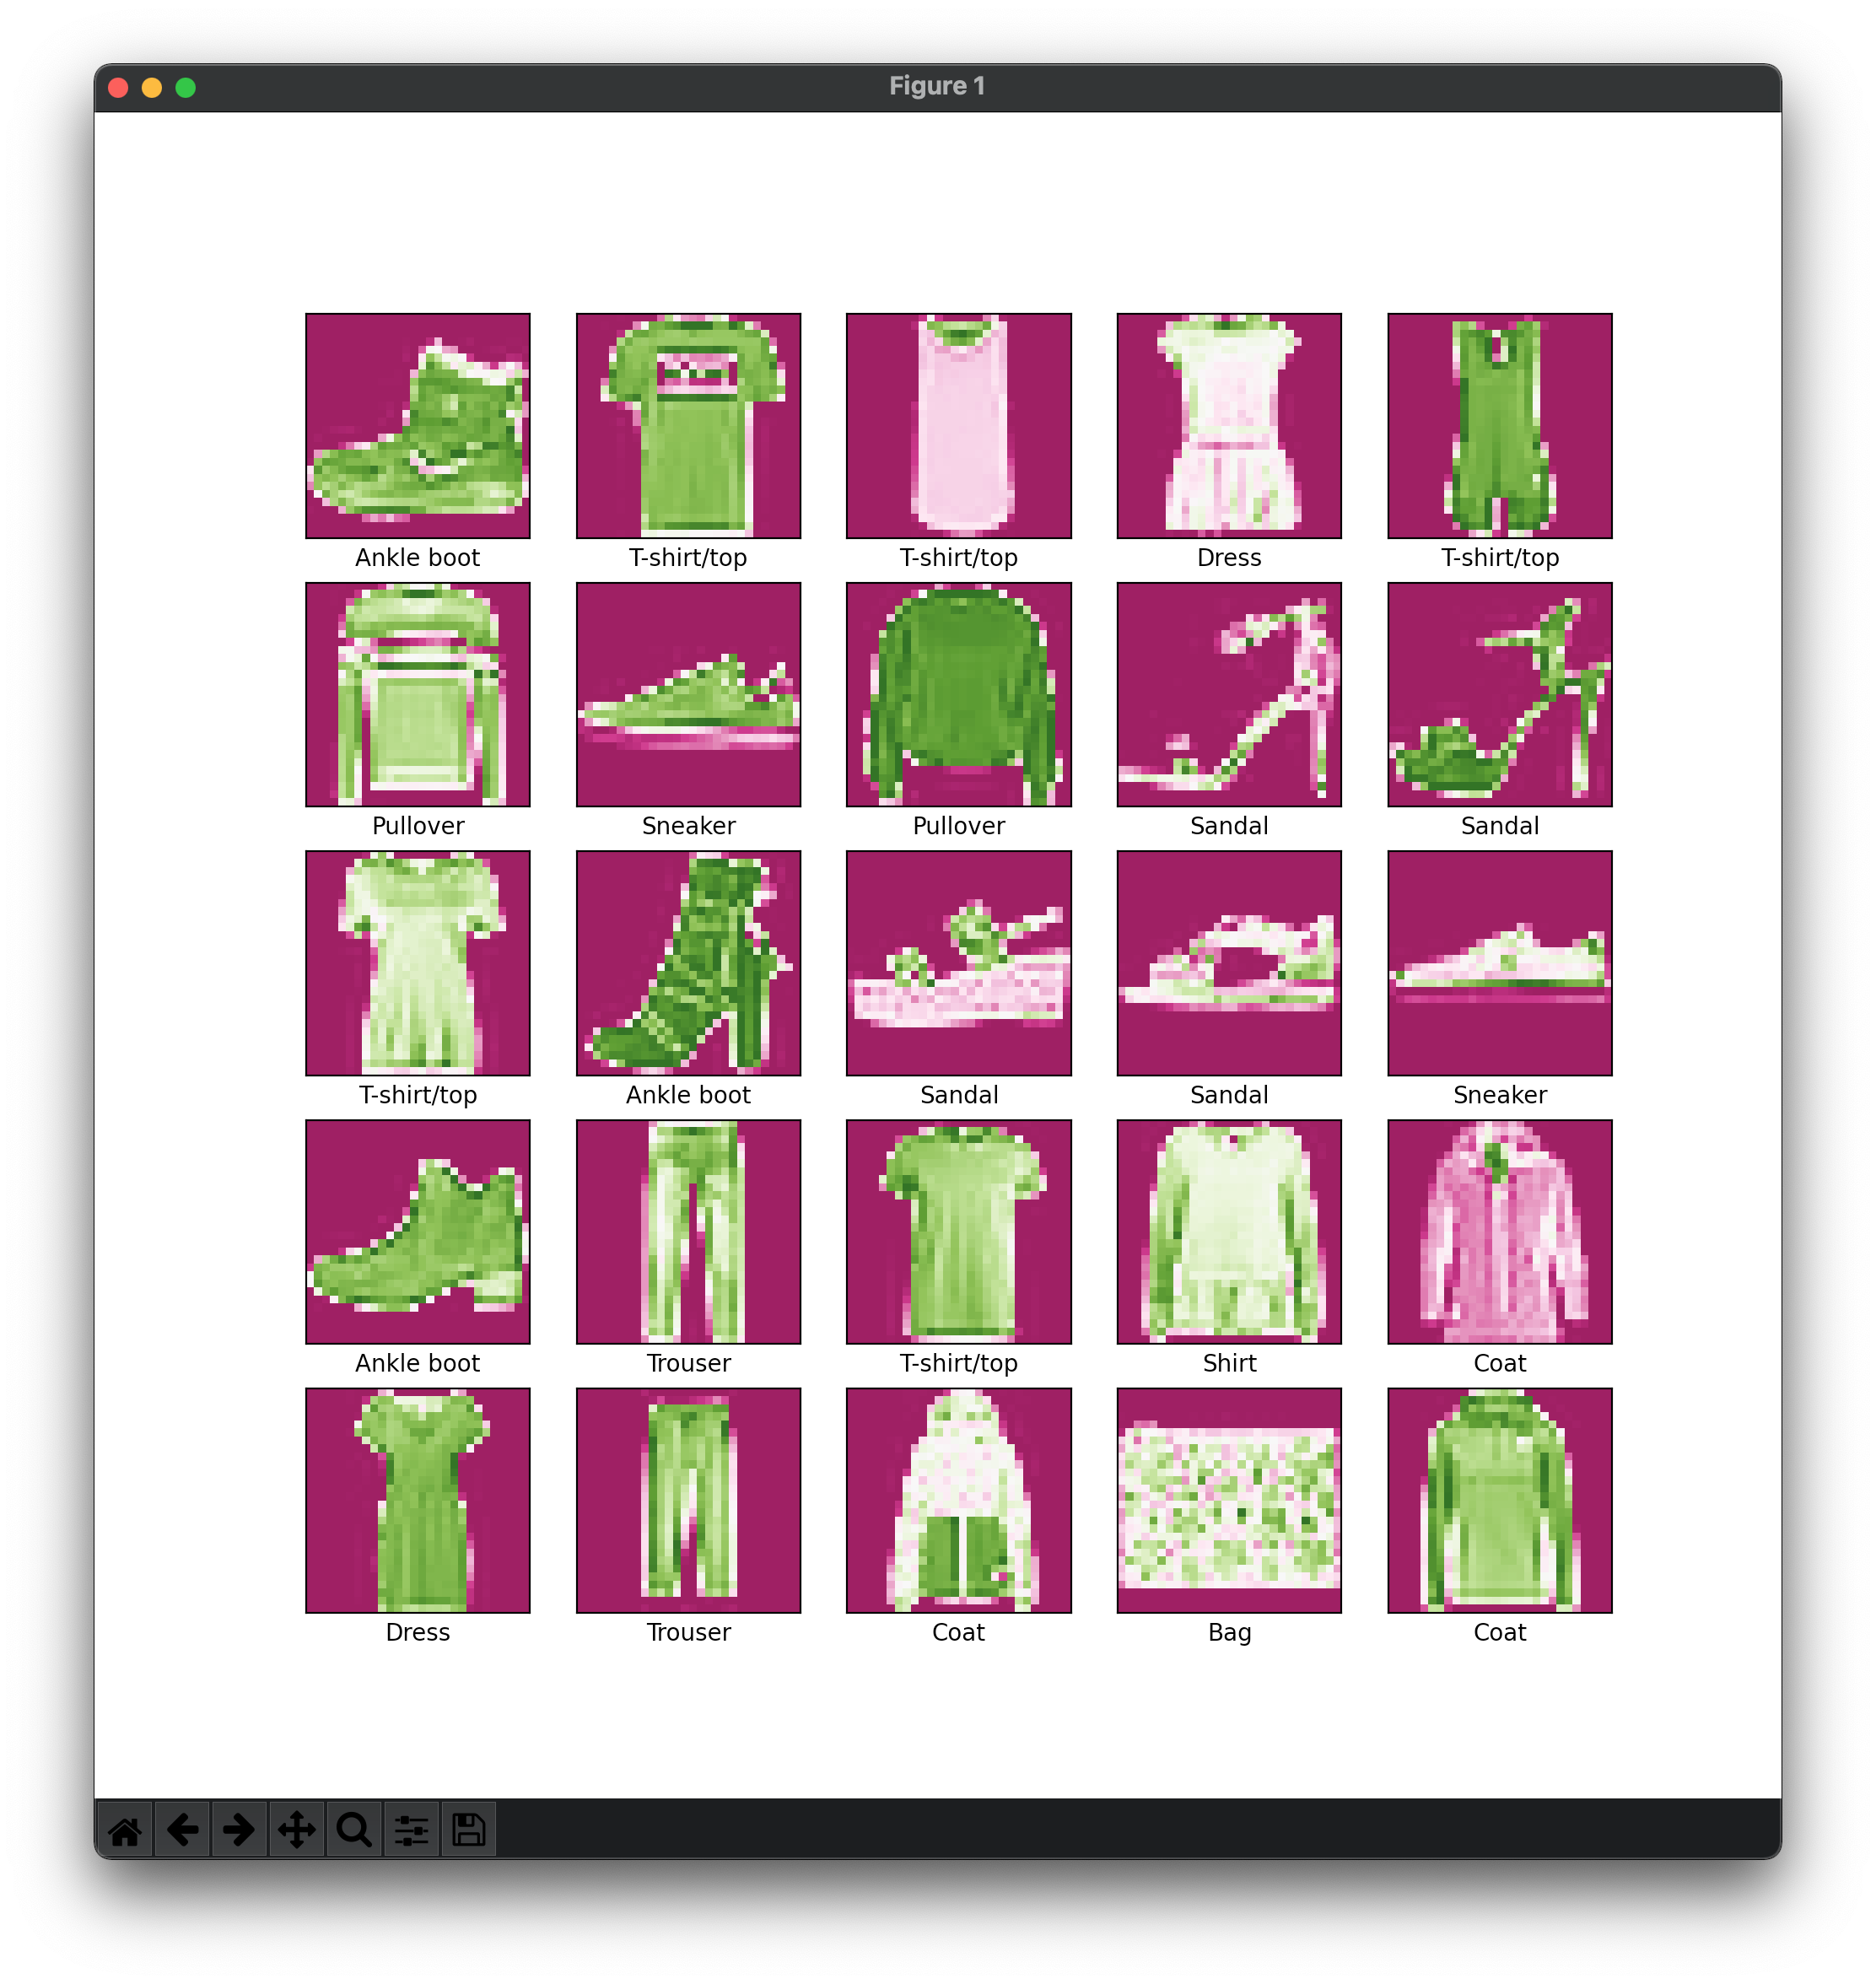 Figure 1
Ankle boot T-shirt/top T-shirt/top Dress T-shirt/top
Pullover Sneaker Pullover Sandal Sandal
T-shirt/top Ankle boot Sandal Sandal Sneaker
Ankle boot Trouser T-shirt/top Shirt Coat
Dress Trouser Coat Bag Coat